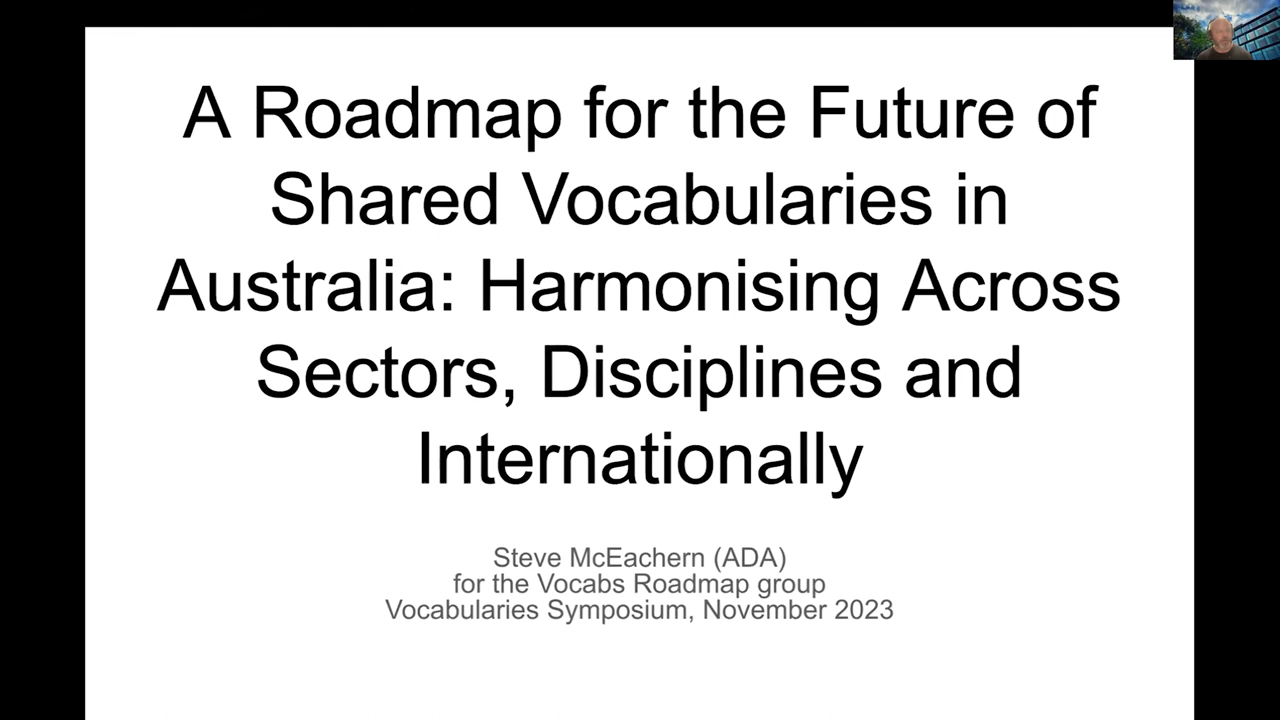 A Roadmap for the Future of
Shared Vocabularies in
Australia: Harmonising Across
Sectors, Disciplines and
Internationally
Steve McEachern (ADA)
for the Vocabs Roadmap group
Vocabularies Symposium, November 2023